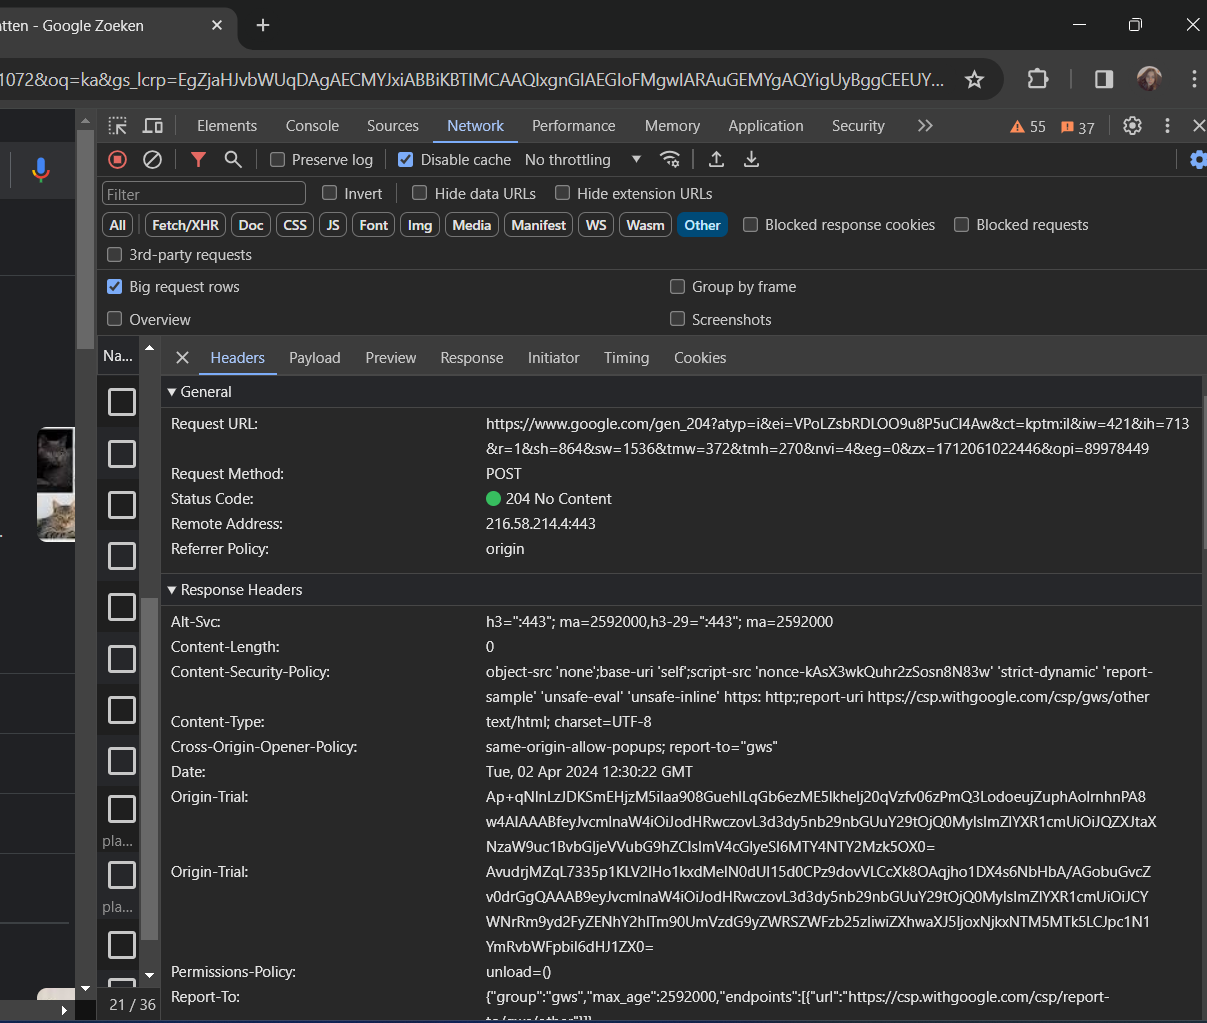 atten - Google Zoeken
1072&oq=ka&gs_lcrp=EgZjaHJvbWUqDAgAECMYJxiABBiKBTIMCAAQIxgnGIAEGIoFMgwIARAuGEMYgAQYigUyBggCEEUY...
Elements Console Sources Network Performance Memory Application Security 55 37
Preserve log Disable cache No throttling
Filter Invert Hide data URLs Hide extension URLs
All Fetch/XHR Doc CSS JS Font Img Media Manifest WS Wasm Other Blocked response cookies Blocked requests
3rd-party requests
Big request rows Group by frame
Overview Screenshots
Na... Headers Payload Preview Response Initiator Timing Cookies
General
Request URL: https://www.google.com/gen_204?atyp=i&ei=VPoLZsbRDLOO9u8P5uCI4Aw&ct=kptm:il&iw=421&ih=713
&r=1&sh=864&sw=1536&tmw=372&tmh=270&nvi=4&eg=0&zx=1712061022446&opi=89978449
Request Method: POST
Status Code: 204 No Content
Remote Address: 216.58.214.4:443
Referrer Policy: origin
Response Headers
Alt-Svc: h3=":443"; ma=2592000,h3-29=":443"; ma=2592000
Content-Length: 0
Content-Security-Policy: object-src 'none';base-uri 'self';script-src 'nonce-kAsX3wkQuhr2zSosn8N83w' 'strict-dynamic' 'report-
sample' 'unsafe-eval' 'unsafe-inline' https: http:;report-uri https://csp.withgoogle.com/csp/gws/other
Content-Type: text/html; charset=UTF-8
Cross-Origin-Opener-Policy: same-origin-allow-popups; report-to="gws"
Date: Tue, 02 Apr 2024 12:30:22 GMT
Origin-Trial: Ap+qNlnLzJDKSmEHjzM5ilaa908GuehlLqGb6ezME5lkhelj20qVzfv06zPmQ3LodoeujZuphAolrnhnPA8
w4AIAAABfeyJvcmlnaW4iOiJodHRwczovL3d3dy5nb29nbGUuY29tOjQ0MyIsImZlYXR1cmUiOiJQZXJtaX
NzaW9uc1BvbGljeVVubG9hZCIsImV4cGlyeSI6MTY4NTY2Mzk5OX0=
Origin-Trial: AvudrjMZqL7335p1KLV2lHo1kxdMeIN0dUI15d0CPz9dovVLCcXk8OAqjho1DX4s6NbHbA/AGobuGvcZ
v0drGgQAAAB9eyJvcmlnaW4iOiJodHRwczovL3d3dy5nb29nbGUuY29tOjQ0MyIsImZlYXR1cmUiOiJCY
WNrRm9yd2FyZENhY2hlTm90UmVzdG9yZWRSZWFzb25zIiwiZXhwaXJ5IjoxNjkxNTM5MTk5LCJpc1N1
YmRvbWFpbiI6dHJ1ZX0=
Permissions-Policy: unload=()
Report-To: {"group":"gws","max_age":2592000,"endpoints":[{"url":"https://csp.withgoogle.com/csp/report-
to/gws/other"}]}
pla...
pla...
21 / 36